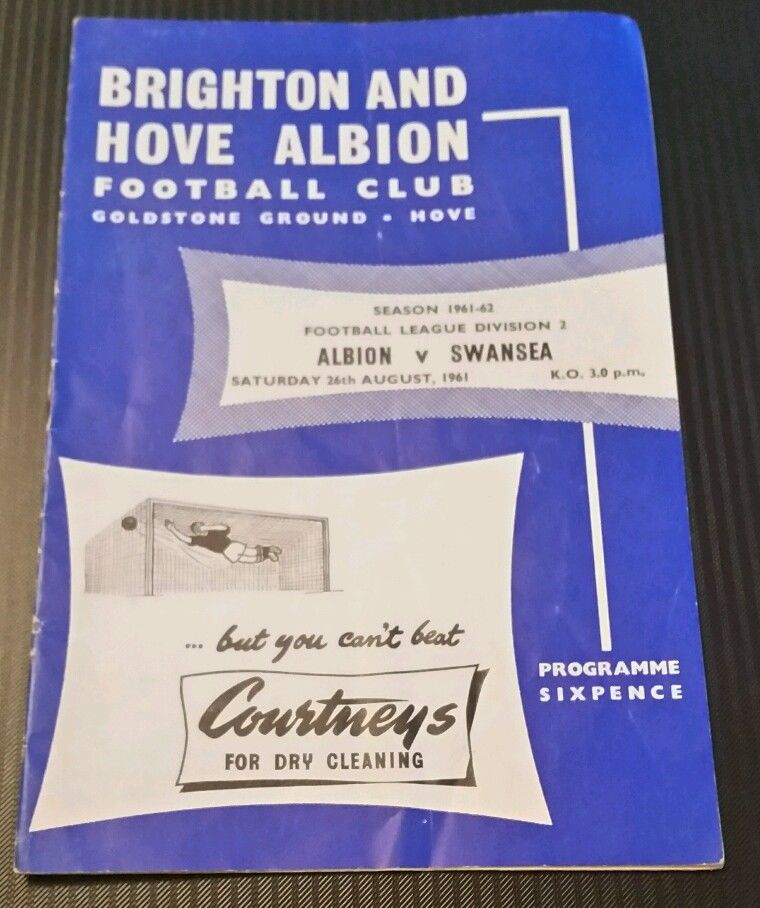 BRIGHTON AND
HOVE ALBION
FOOTBALL CLUB
GOLDSTONE GROUND • HOVE
SEASON 1961-62
FOOTBALL LEAGUE DIVISION 2
ALBION v SWANSEA
SATURDAY 26th AUGUST, 1961 K.O. 3.0 p.m.
... but you can't beat
Courtneys
FOR DRY CLEANING
PROGRAMME
SIXPENCE